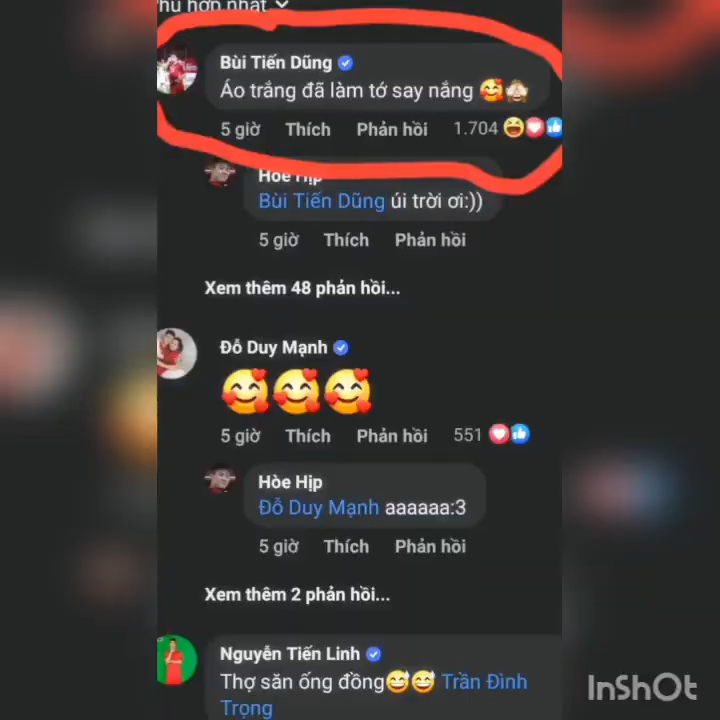 Phù hợp nhất
Bùi Tiến Dũng
Áo trắng đã làm tớ say nắng 🥰🙈
5 giờ Thích Phản hồi 1.704
Hòe Hịp
Bùi Tiến Dũng úi trời ơi:))
5 giờ Thích Phản hồi
Xem thêm 48 phản hồi...
Đỗ Duy Mạnh
🥰🥰🥰
5 giờ Thích Phản hồi 551
Hòe Hịp
Đỗ Duy Mạnh aaaaaa:3
5 giờ Thích Phản hồi
Xem thêm 2 phản hồi...
Nguyễn Tiến Linh
Thợ săn ống đồng😅😅 Trần Đình
Trọng
InShOt